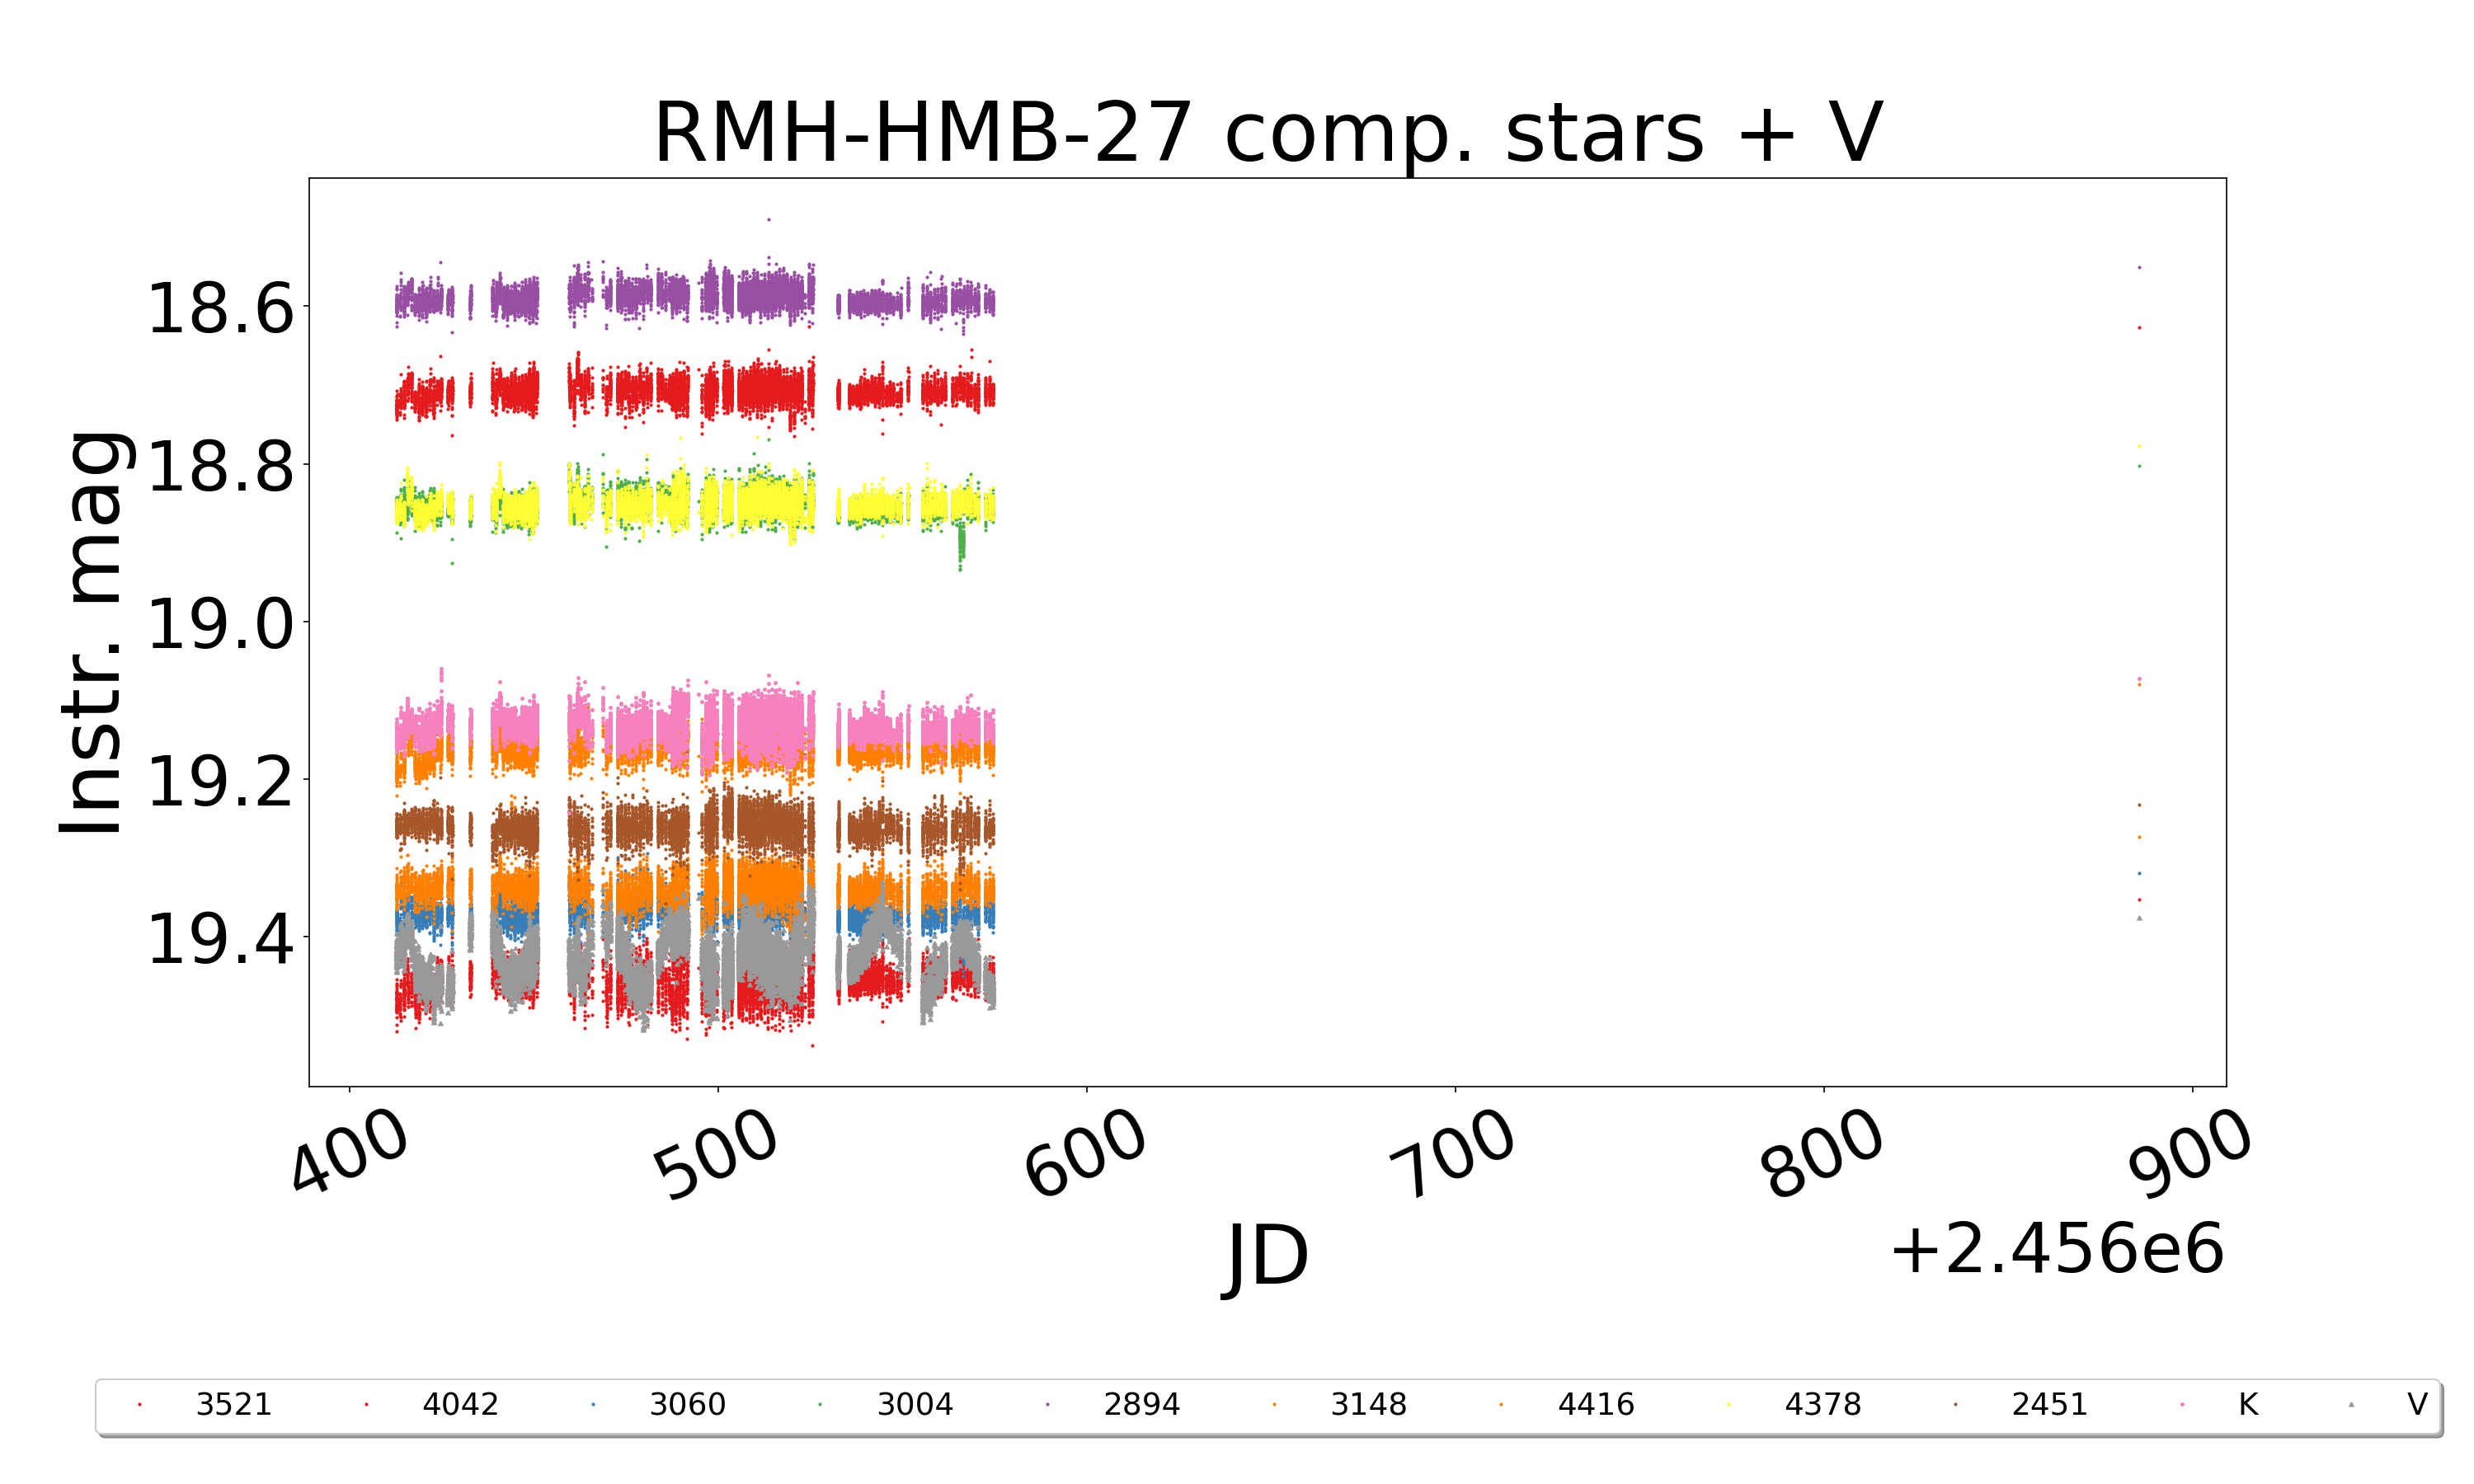 RMH-HMB-27 comp. stars + V
Instr. mag
18.6
18.8
19.0
19.2
19.4
400 500 600 700 800 900
JD
+2.456e6
3521 4042 3060 3004 2894 3148 4416 4378 2451 K V